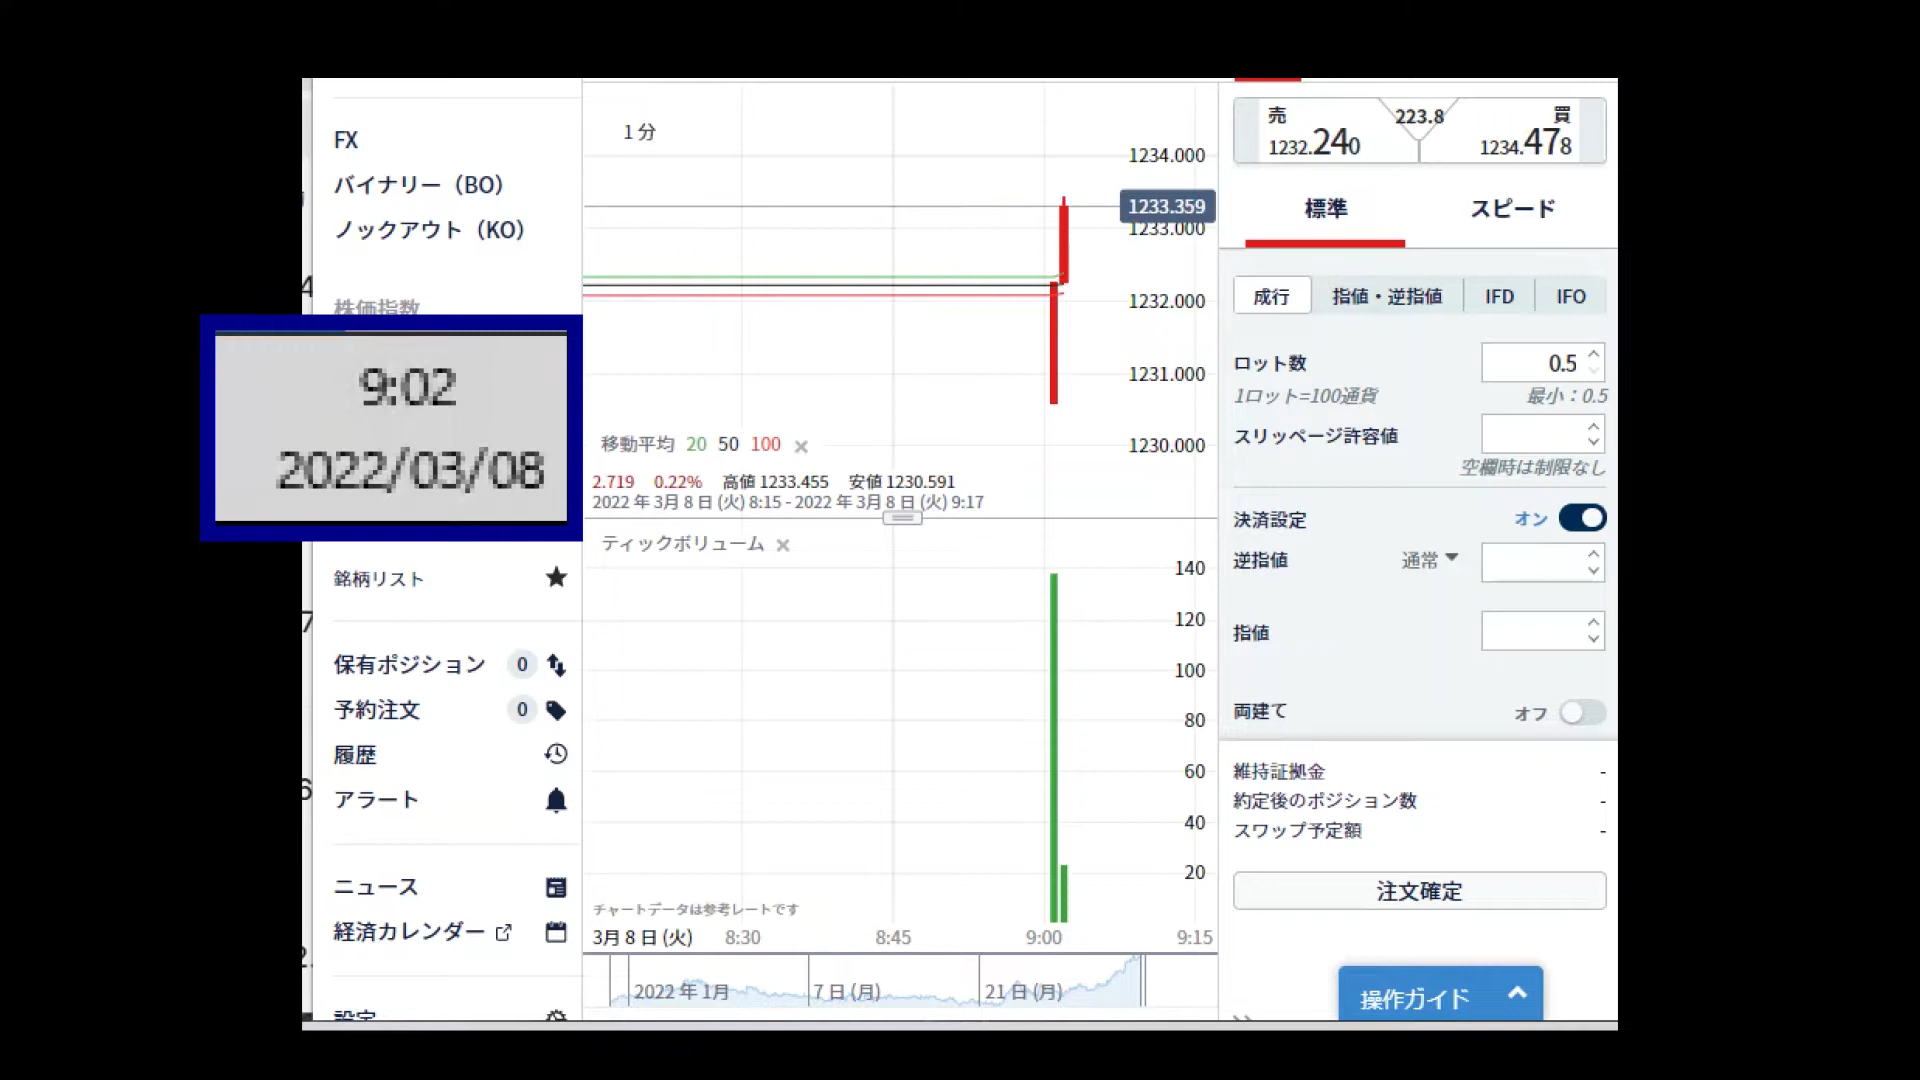 FX
バイナリー（BO）
ノックアウト（KO）
株価指数
9:02
2022/03/08
銘柄リスト
保有ポジション 0
予約注文 0
履歴
アラート
ニュース
経済カレンダー
設定
1 分
1234.000
1233.359
1233.000
1232.000
1231.000
1230.000
移動平均 20 50 100
2.719 0.22% 高値 1233.455 安値 1230.591
2022 年 3月 8 日 (火) 8:15 - 2022 年 3月 8 日 (火) 9:17
ティックボリューム
140
120
100
80
60
40
20
チャートデータは参考レートです
3月 8 日 (火) 8:30 8:45 9:00 9:15
2022 年 1月 7 日 (月) 21 日 (月)
売 223.8 買
1232.240 1234.478
標準 スピード
成行 指値・逆指値 IFD IFO
ロット数 0.5
1ロット=100通貨 最小：0.5
スリッページ許容値
空欄時は制限なし
決済設定 オン
逆指値 通常
指値
両建て オフ
維持証拠金 -
約定後のポジション数 -
スワップ予定額 -
注文確定
操作ガイド